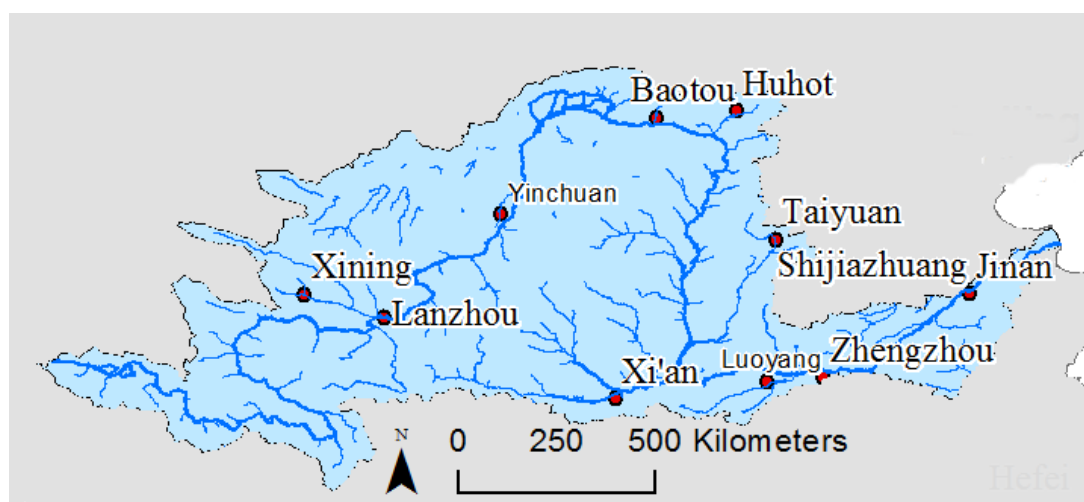 Baotou
Huhot
Yinchuan
Taiyuan
Xining
Shijiazhuang
Jinan
Lanzhou
Xi'an
Luoyang
Zhengzhou
N
0 250 500 Kilometers
Hefei